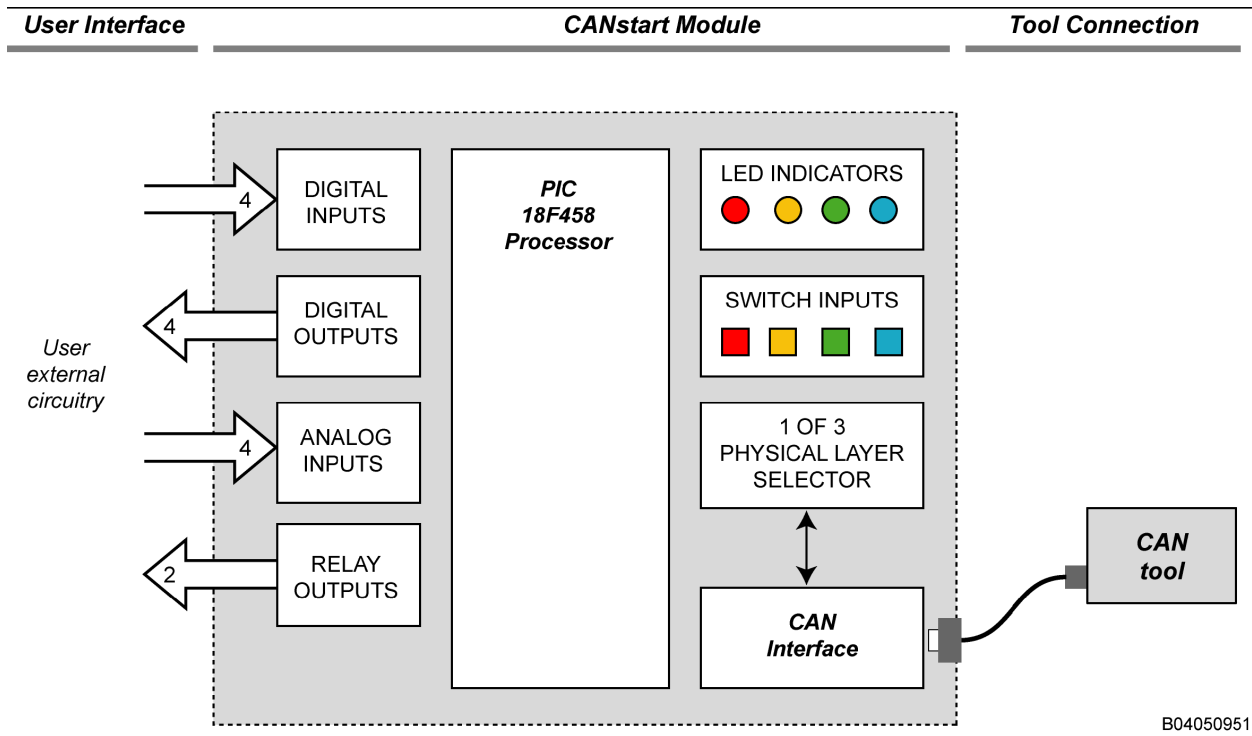 User Interface
CANstart Module
Tool Connection
4
DIGITAL
INPUTS
PIC
18F458
Processor
LED INDICATORS
4
DIGITAL
OUTPUTS
SWITCH INPUTS
User
external
circuitry
4
ANALOG
INPUTS
1 OF 3
PHYSICAL LAYER
SELECTOR
2
RELAY
OUTPUTS
CAN
Interface
CAN
tool
B04050951